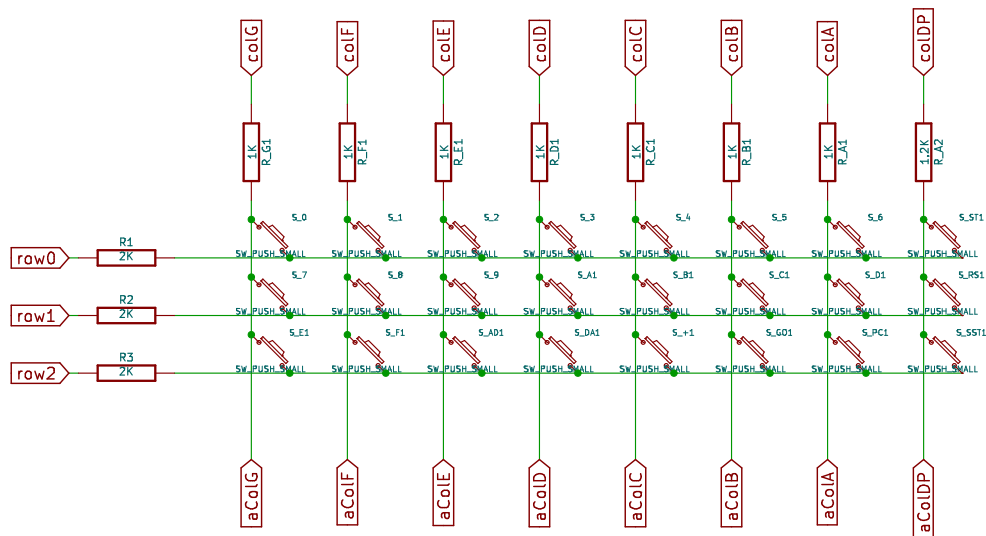 colG colF colE colD colC colB colA colDP
1K R_G1 1K R_F1 1K R_E1 1K R_D1 1K R_C1 1K R_B1 1K R_A1 1.2K R_A2
S_0 S_1 S_2 S_3 S_4 S_5 S_6 S_ST1
row0 R1 2K SW_PUSH_SMALL SW_PUSH_SMALL SW_PUSH_SMALL SW_PUSH_SMALL SW_PUSH_SMALL SW_PUSH_SMALL SW_PUSH_SMALL SW_PUSH_SMALL
S_7 S_8 S_9 S_A1 S_B1 S_C1 S_D1 S_RS1
row1 R2 2K SW_PUSH_SMALL SW_PUSH_SMALL SW_PUSH_SMALL SW_PUSH_SMALL SW_PUSH_SMALL SW_PUSH_SMALL SW_PUSH_SMALL SW_PUSH_SMALL
S_E1 S_F1 S_AD1 S_DA1 S_+1 S_GO1 S_PC1 S_SST1
row2 R3 2K SW_PUSH_SMALL SW_PUSH_SMALL SW_PUSH_SMALL SW_PUSH_SMALL SW_PUSH_SMALL SW_PUSH_SMALL SW_PUSH_SMALL SW_PUSH_SMALL
aColG aColF aColE aColD aColC aColB aColA aColDP